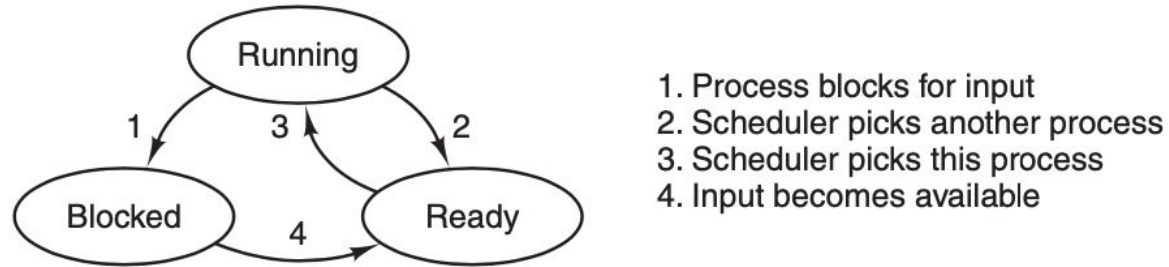 Running
1
3
2
Blocked
4
Ready
1. Process blocks for input
2. Scheduler picks another process
3. Scheduler picks this process
4. Input becomes available